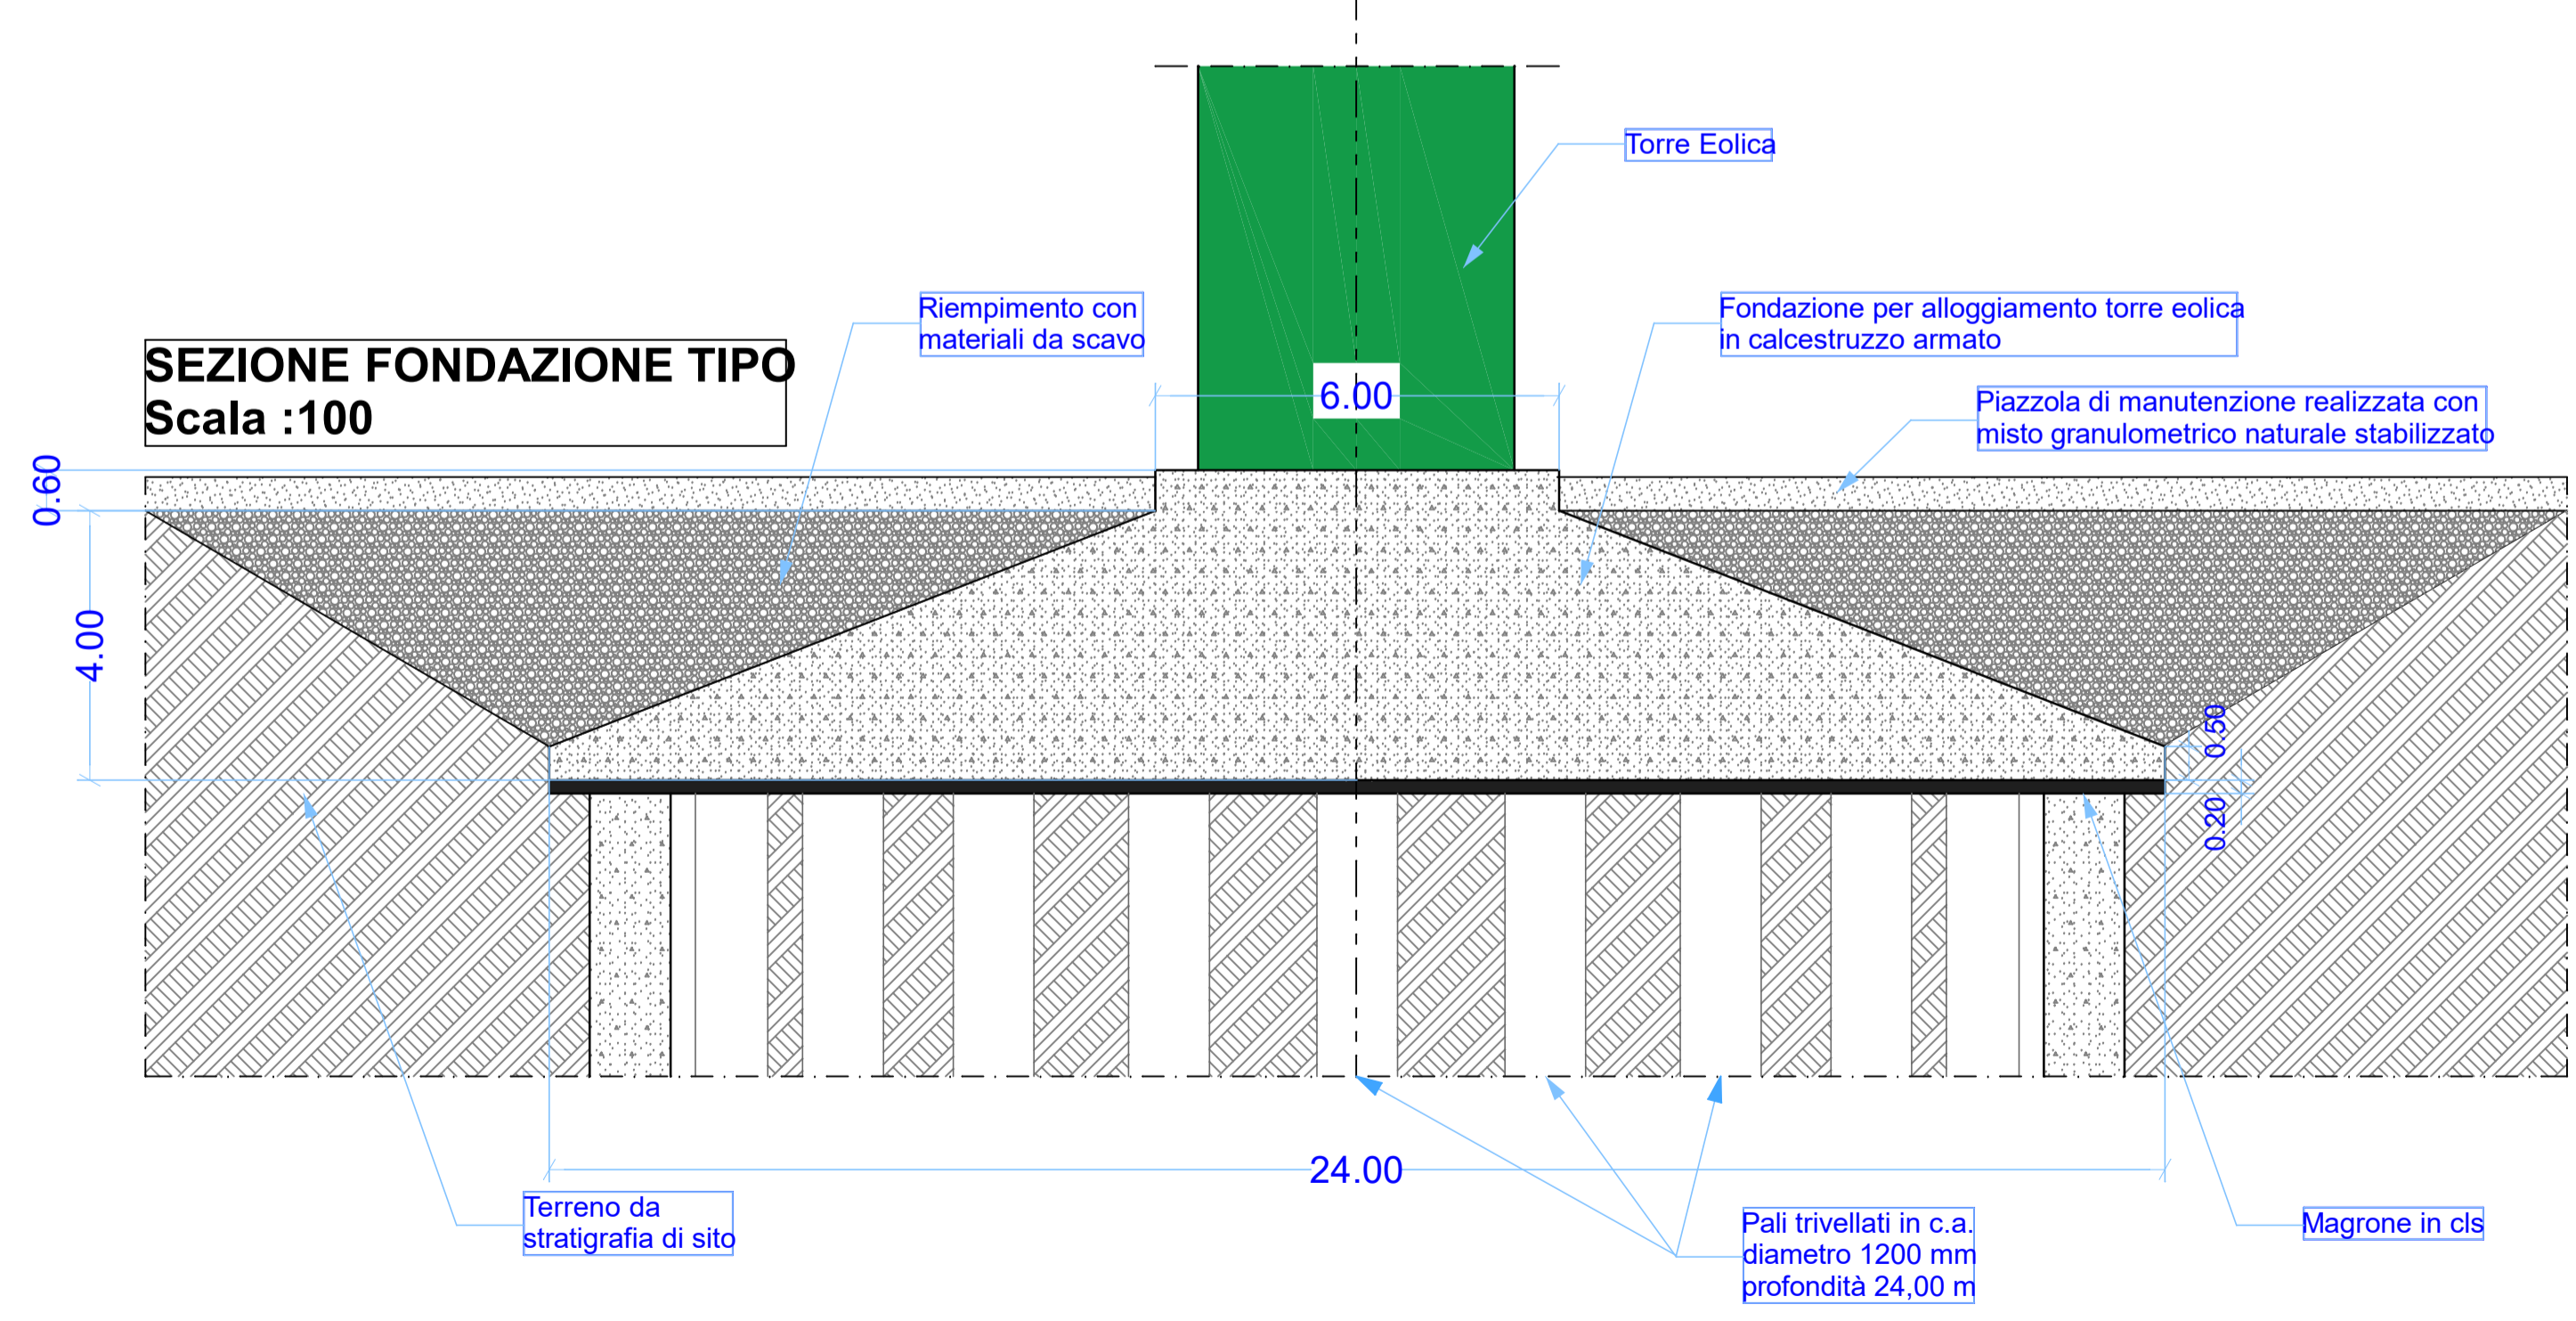 Torre Eolica
Riempimento con
materiali da scavo
Fondazione per alloggiamento torre eolica
in calcestruzzo armato
SEZIONE FONDAZIONE TIPO
Scala :100
6.00
Piazzola di manutenzione realizzata con
misto granulometrico naturale stabilizzato
0.60
4.00
0.50
0.20
24.00
Terreno da
stratigrafia di sito
Pali trivellati in c.a.
diametro 1200 mm
profondità 24,00 m
Magrone in cls